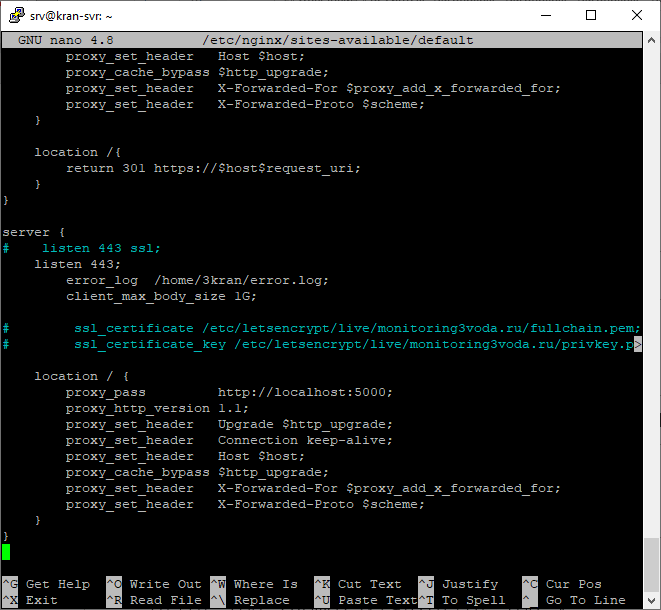 srv@kran-svr: ~
GNU nano 4.8 /etc/nginx/sites-available/default
proxy_set_header Host $host;
proxy_cache_bypass $http_upgrade;
proxy_set_header X-Forwarded-For $proxy_add_x_forwarded_for;
proxy_set_header X-Forwarded-Proto $scheme;
}
location /{
return 301 https://$host$request_uri;
}
}
server {
# listen 443 ssl;
listen 443;
error_log /home/3kran/error.log;
client_max_body_size 1G;
# ssl_certificate /etc/letsencrypt/live/monitoring3voda.ru/fullchain.pem;
# ssl_certificate_key /etc/letsencrypt/live/monitoring3voda.ru/privkey.p>
location / {
proxy_pass http://localhost:5000;
proxy_http_version 1.1;
proxy_set_header Upgrade $http_upgrade;
proxy_set_header Connection keep-alive;
proxy_set_header Host $host;
proxy_cache_bypass $http_upgrade;
proxy_set_header X-Forwarded-For $proxy_add_x_forwarded_for;
proxy_set_header X-Forwarded-Proto $scheme;
}
}
^G Get Help ^O Write Out ^W Where Is ^K Cut Text ^J Justify ^C Cur Pos
^X Exit ^R Read File ^\ Replace ^U Paste Text ^T To Spell ^_ Go To Line